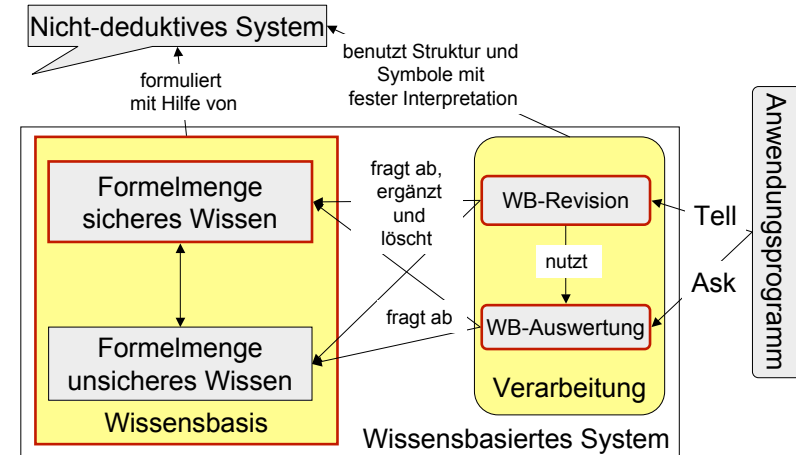 Nicht-deduktives System
benutzt Struktur und
Symbole mit
fester Interpretation
formuliert
mit Hilfe von
Formelmenge
sicheres Wissen
fragt ab,
ergänzt
und
löscht
WB-Revision
Tell
nutzt
Ask
Anwendungsprogramm
fragt ab
WB-Auswertung
Formelmenge
unsicheres Wissen
Wissensbasis
Verarbeitung
Wissensbasiertes System